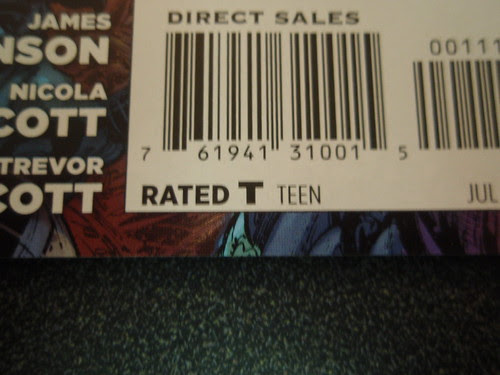 JAMES
NSON
NICOLA
COTT
TREVOR
COTT
DIRECT SALES
00111
7 61941 31001 5
RATED T TEEN
JUL